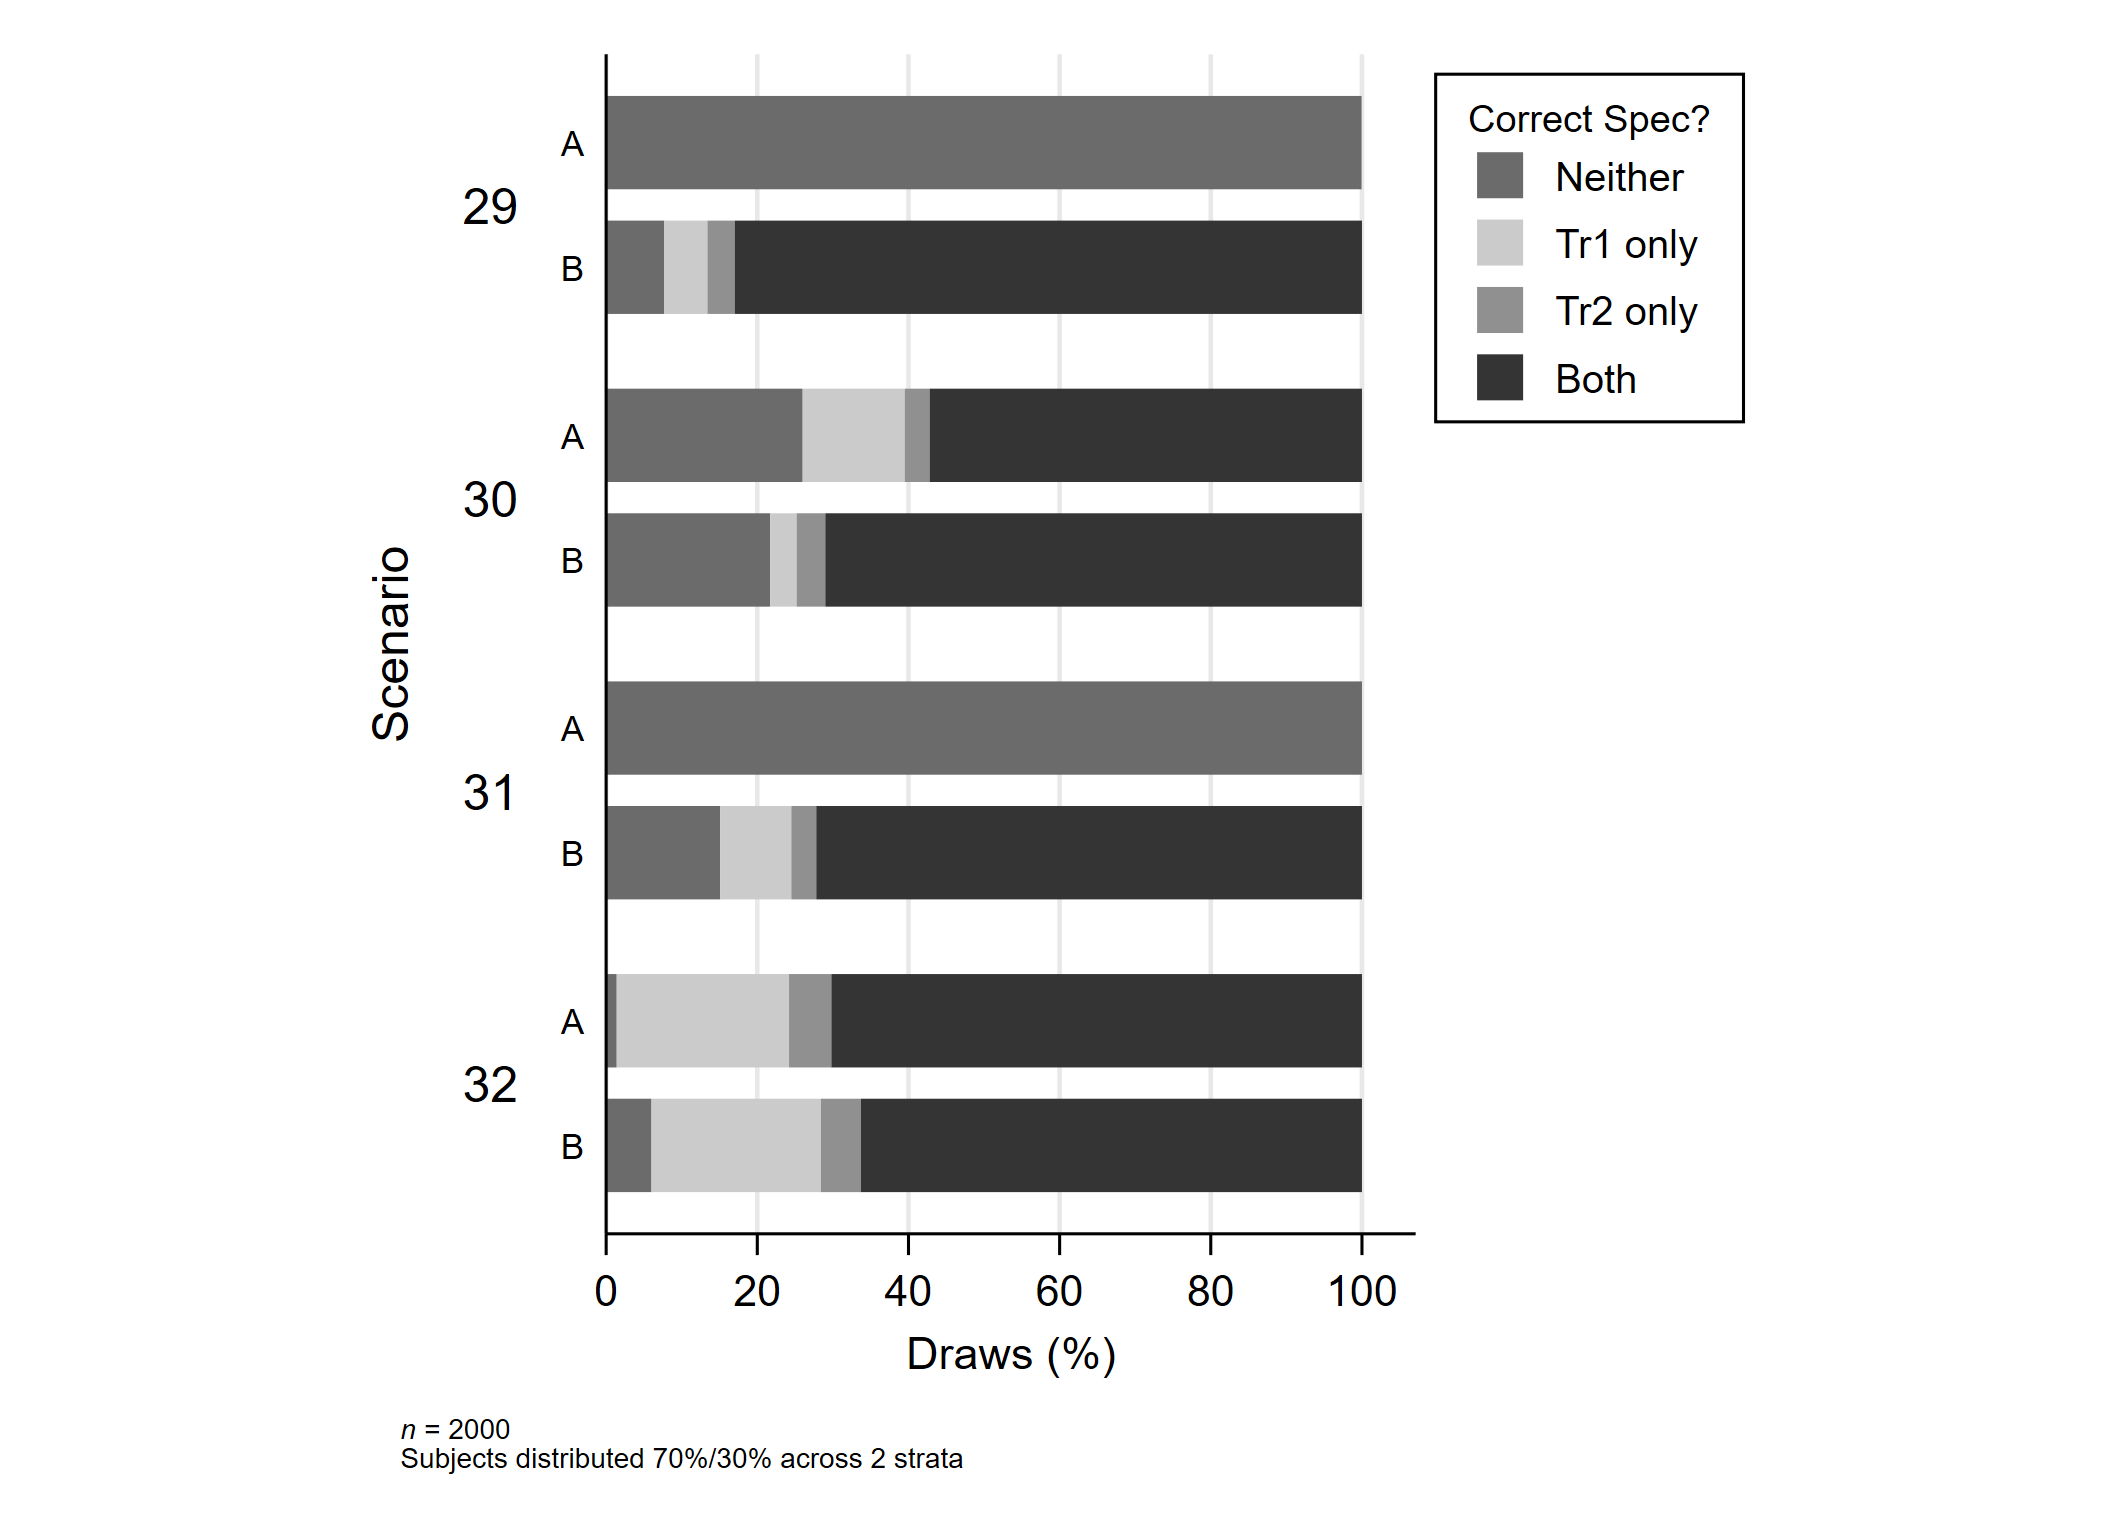 Correct Spec?
Neither
Tr1 only
Tr2 only
Both
Scenario
29
A
B
30
A
B
31
A
B
32
A
B
0 20 40 60 80 100
Draws (%)
n = 2000
Subjects distributed 70%/30% across 2 strata